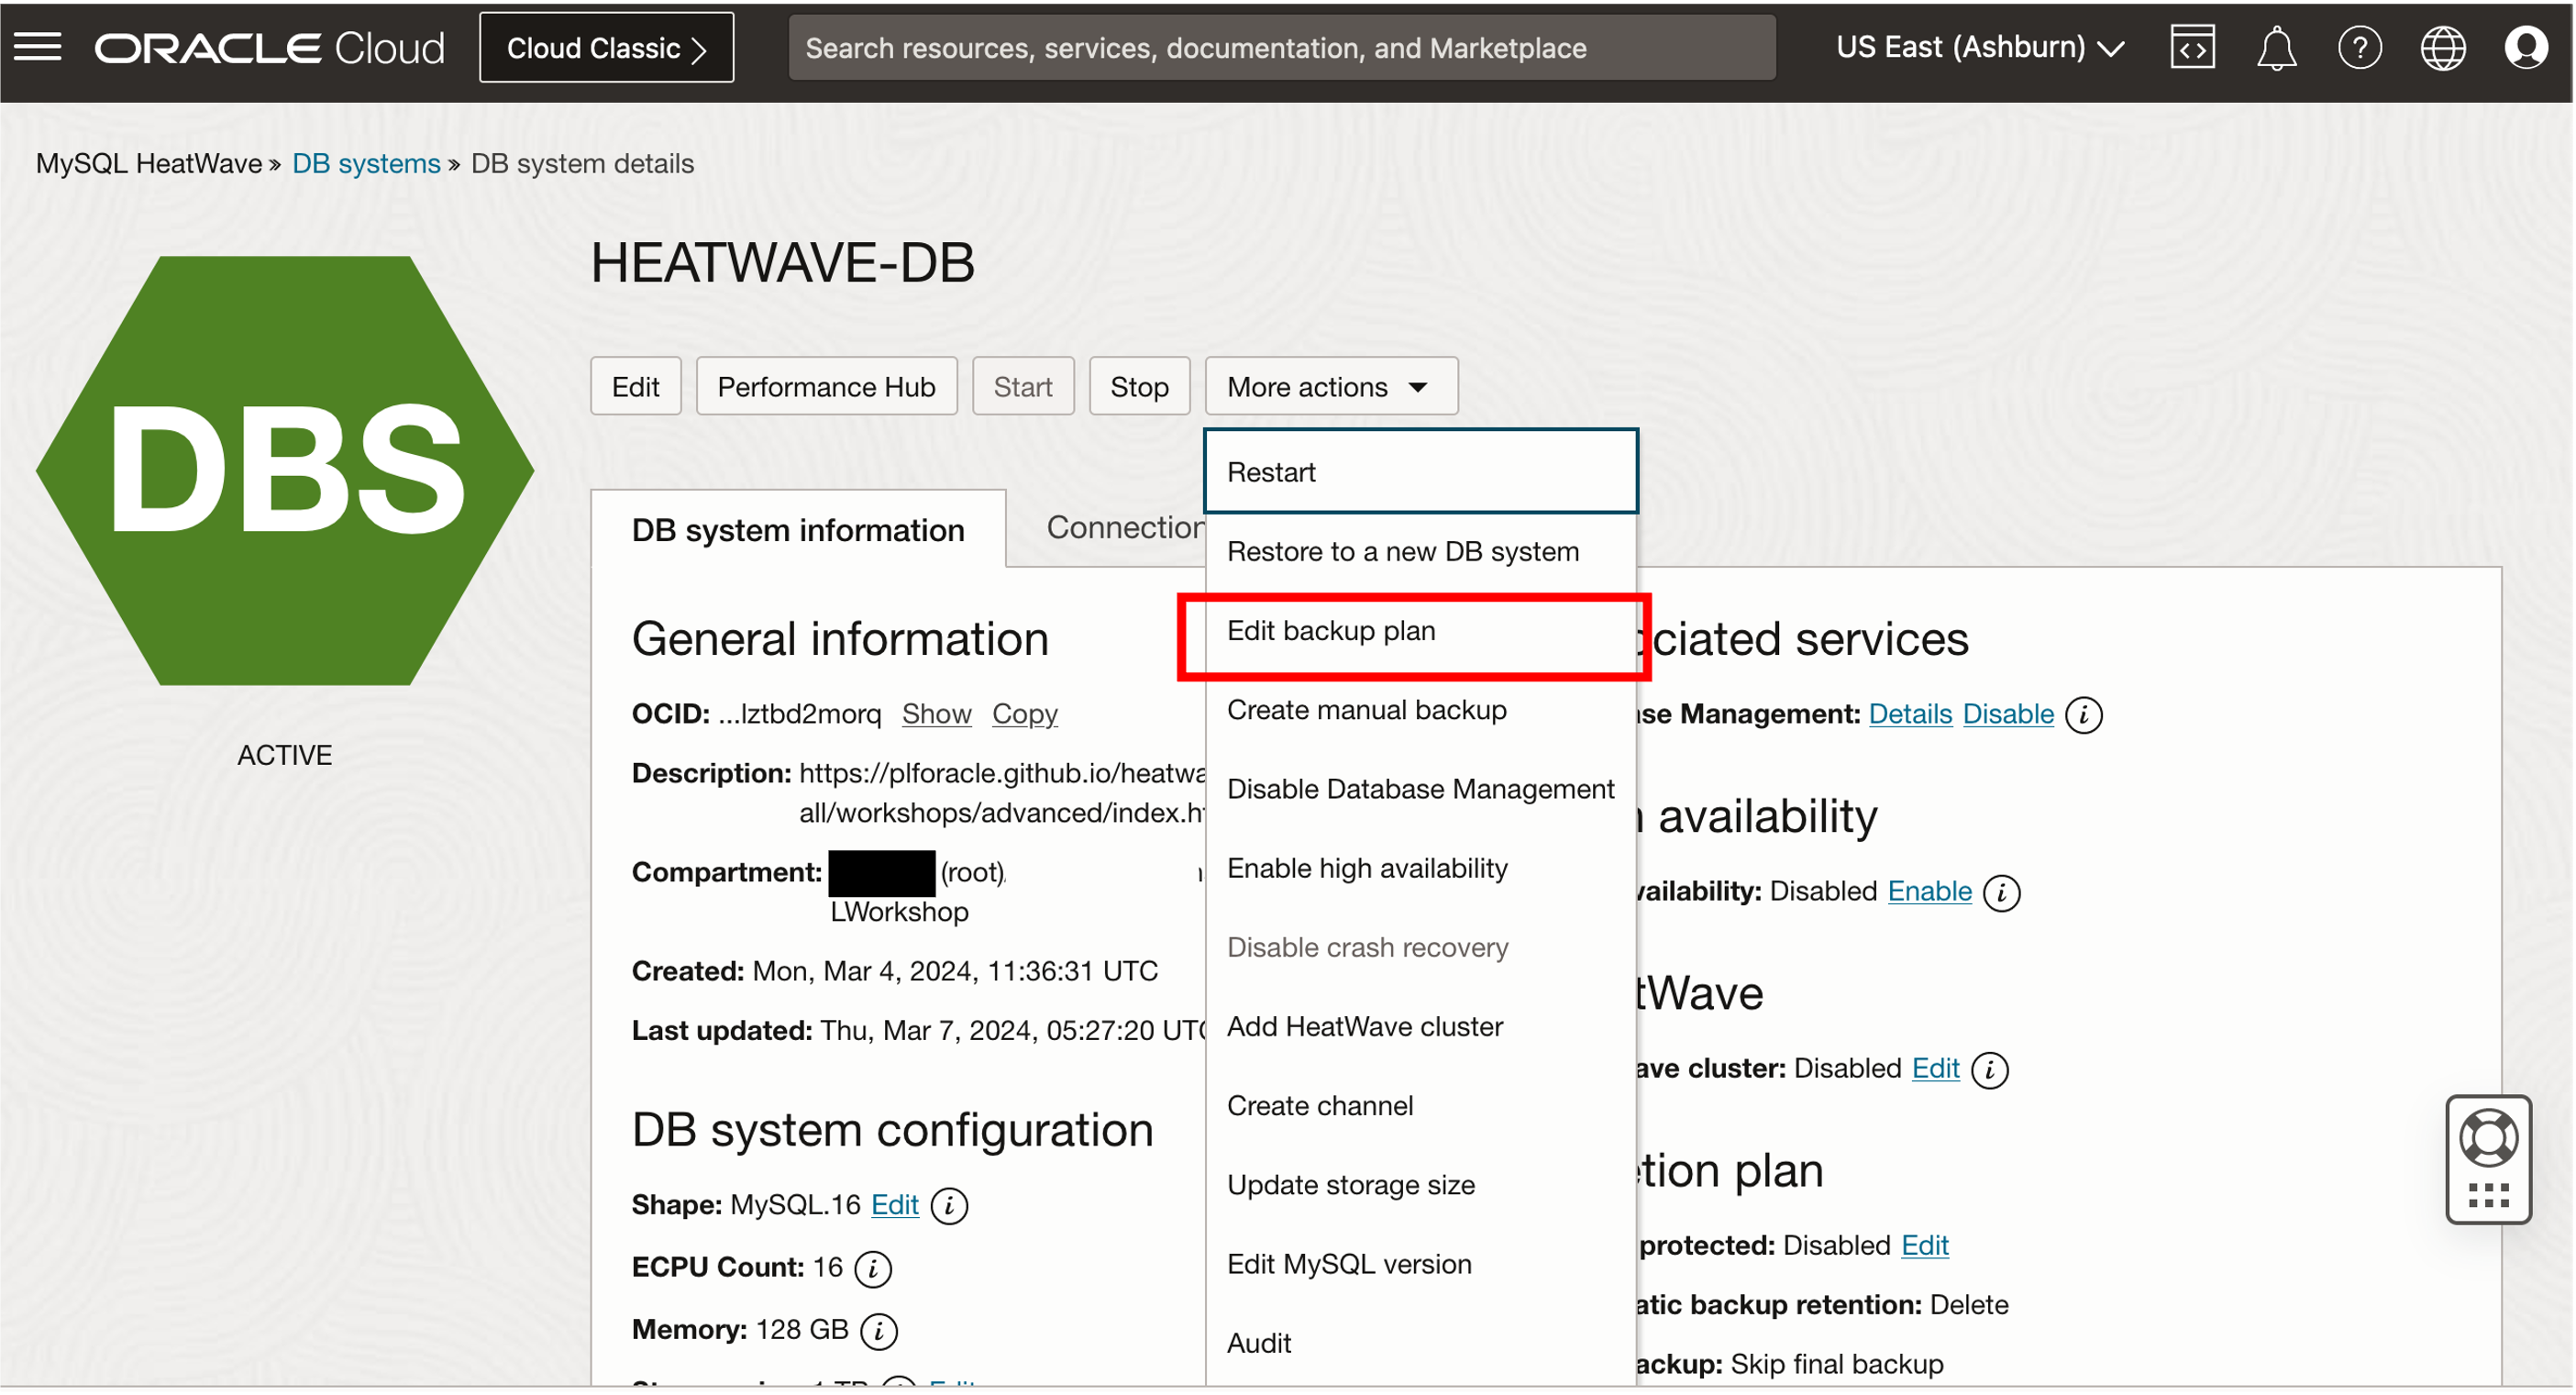 ORACLE Cloud
Cloud Classic
Search resources, services, documentation, and Marketplace
US East (Ashburn)
MySQL HeatWave » DB systems » DB system details
DBS
ACTIVE
HEATWAVE-DB
Edit
Performance Hub
Start
Stop
More actions
Restart
Restore to a new DB system
Edit backup plan
Create manual backup
Disable Database Management
Enable high availability
Disable crash recovery
Add HeatWave cluster
Create channel
Update storage size
Edit MySQL version
Audit
DB system information
Connection
General information
OCID: ...lztbd2morq Show Copy
Description: https://plforacle.github.io/heatwa
all/workshops/advanced/index.h
Compartment: (root)
LWorkshop
Created: Mon, Mar 4, 2024, 11:36:31 UTC
Last updated: Thu, Mar 7, 2024, 05:27:20 UTC
DB system configuration
Shape: MySQL.16 Edit
ECPU Count: 16
Memory: 128 GB
ciated services
se Management: Details Disable
availability
vailability: Disabled Enable
tWave
ave cluster: Disabled Edit
tion plan
protected: Disabled Edit
atic backup retention: Delete
ackup: Skip final backup